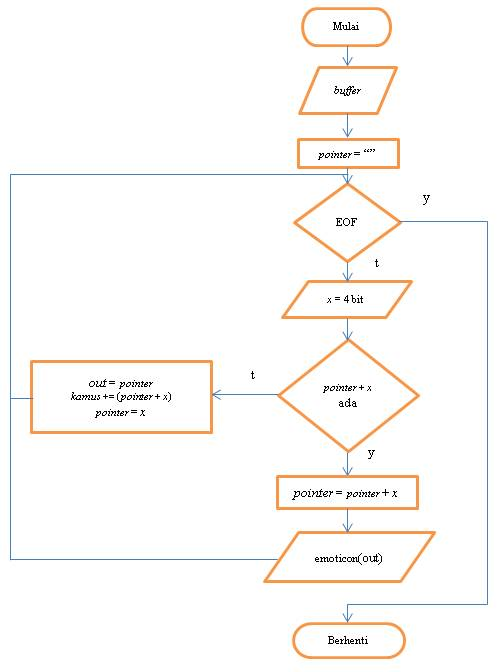 Mulai
buffer
pointer = “”
EOF
y
t
x = 4 bit
pointer + x
ada
t
out = pointer
kamus += (pointer + x)
pointer = x
y
pointer = pointer + x
emoticon(out)
Berhenti